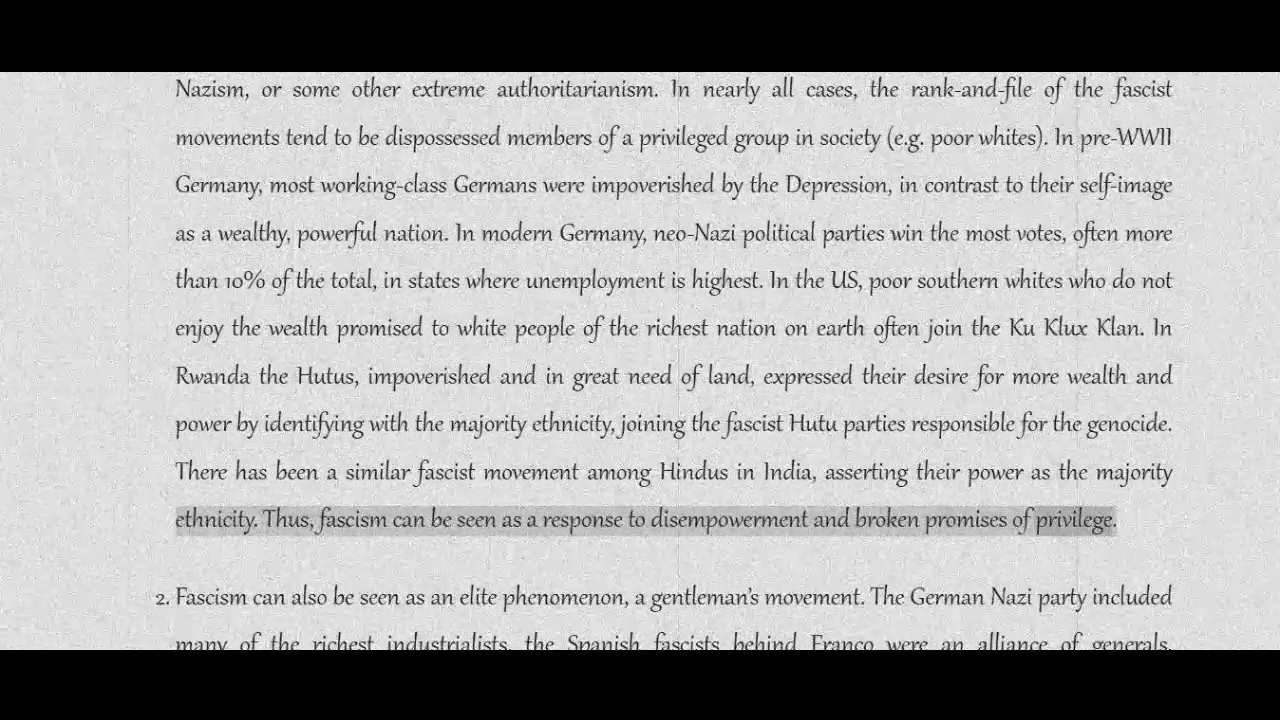 Nazism, or some other extreme authoritarianism. In nearly all cases, the rank-and-file of the fascist
movements tend to be dispossessed members of a privileged group in society (e.g. poor whites). In pre-WWII
Germany, most working-class Germans were impoverished by the Depression, in contrast to their self-image
as a wealthy, powerful nation. In modern Germany, neo-Nazi political parties win the most votes, often more
than 10% of the total, in states where unemployment is highest. In the US, poor southern whites who do not
enjoy the wealth promised to white people of the richest nation on earth often join the Ku Klux Klan. In
Rwanda the Hutus, impoverished and in great need of land, expressed their desire for more wealth and
power by identifying with the majority ethnicity, joining the fascist Hutu parties responsible for the genocide.
There has been a similar fascist movement among Hindus in India, asserting their power as the majority
ethnicity. Thus, fascism can be seen as a response to disempowerment and broken promises of privilege.
2. Fascism can also be seen as an elite phenomenon, a gentleman's movement. The German Nazi party included
many of the richest industrialists, the Spanish fascists behind Franco were an alliance of generals,